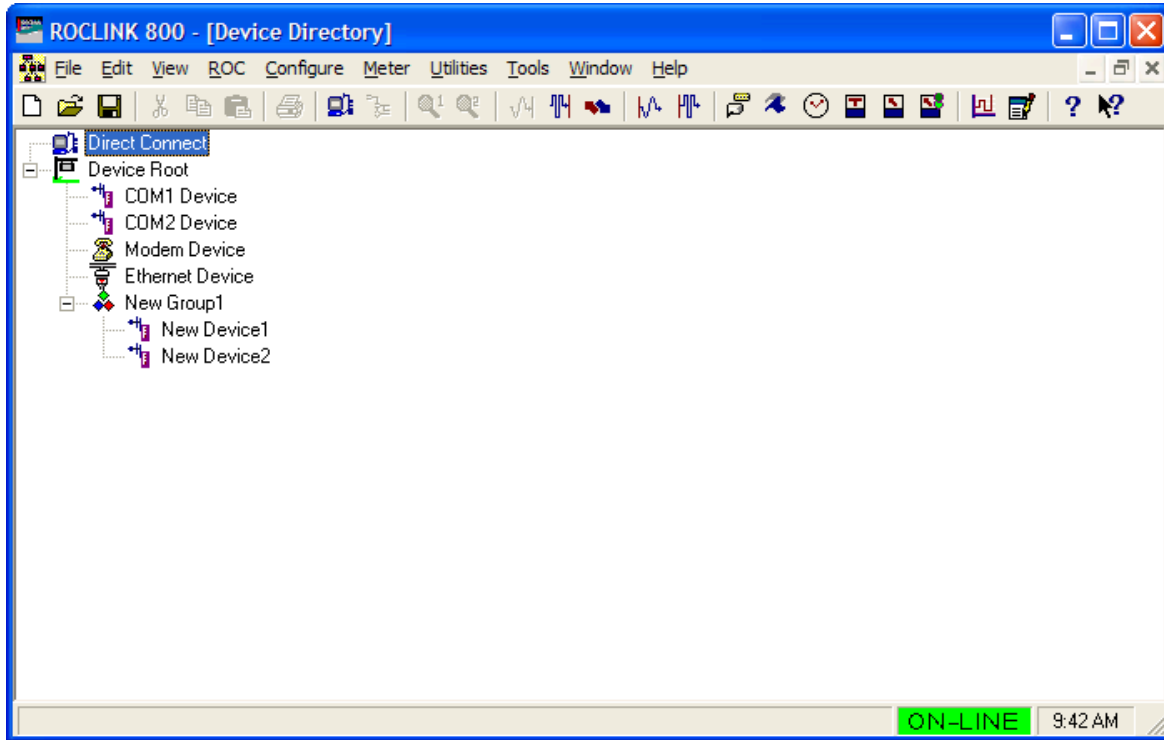 ROCLINK 800 - [Device Directory]
File Edit View ROC Configure Meter Utilities Tools Window Help
Direct Connect
Device Root
COM1 Device
COM2 Device
Modem Device
Ethernet Device
New Group1
New Device1
New Device2
ON-LINE 9:42 AM